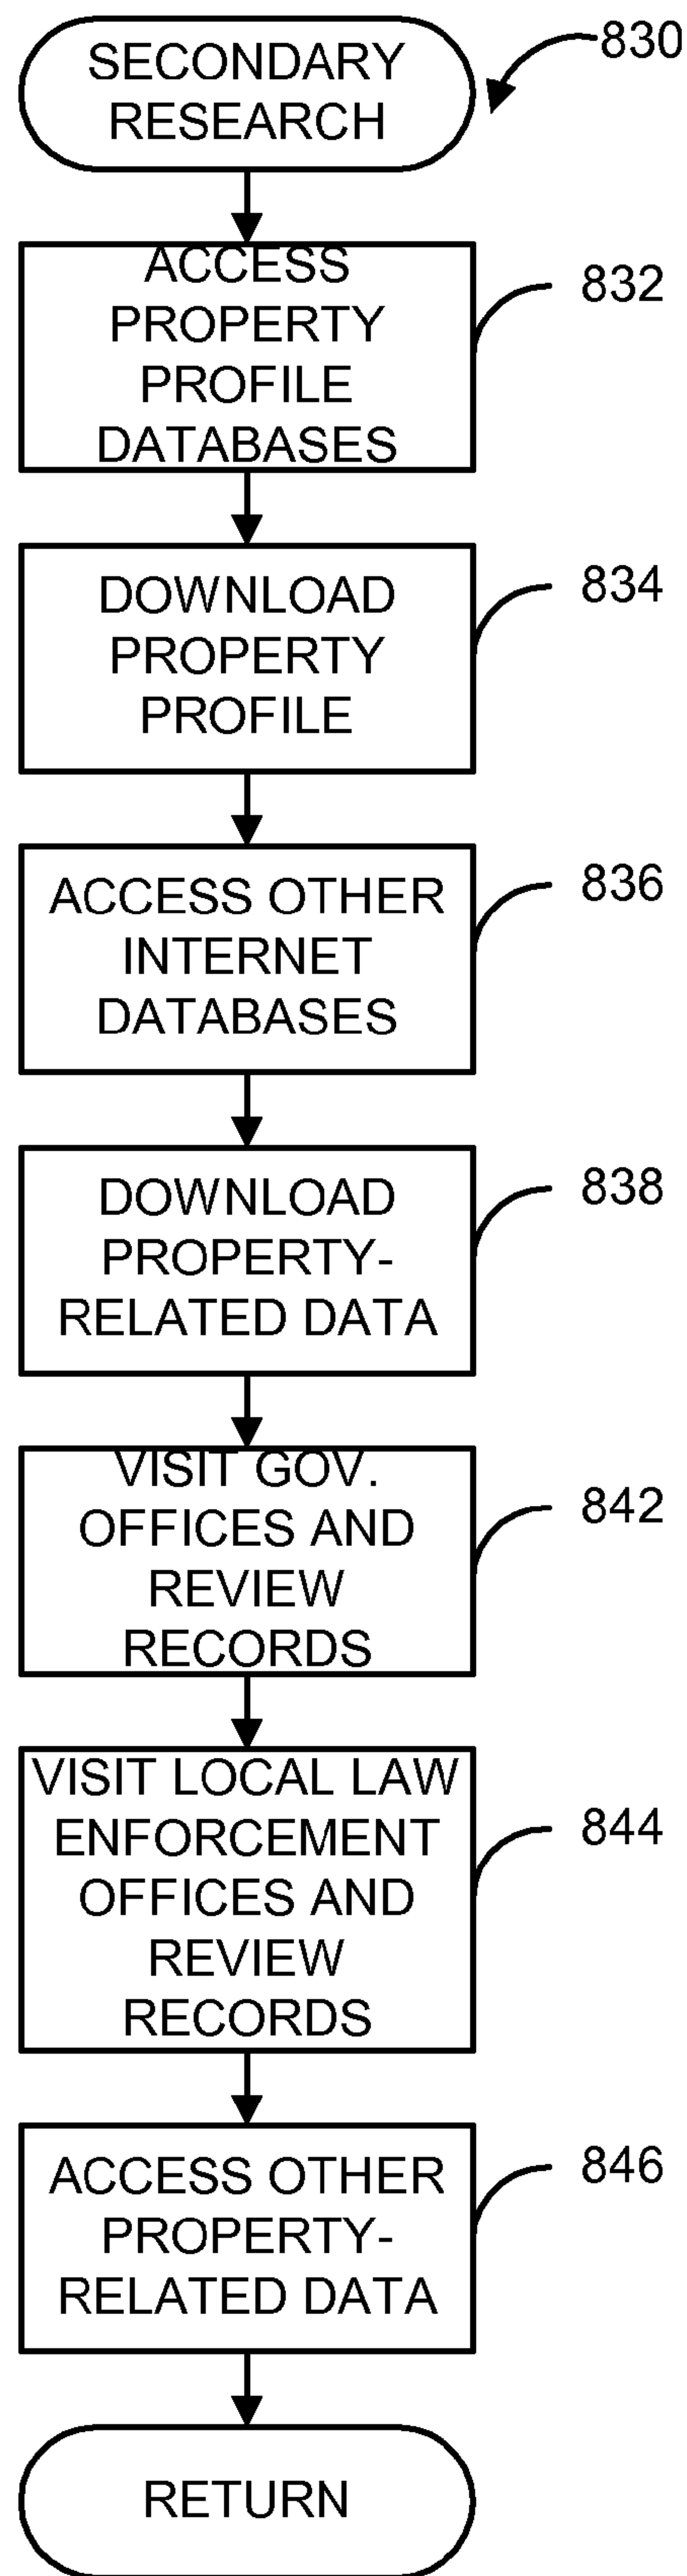 SECONDARY
RESEARCH
830
ACCESS
PROPERTY
PROFILE
DATABASES
832
DOWNLOAD
PROPERTY
PROFILE
834
ACCESS OTHER
INTERNET
DATABASES
836
DOWNLOAD
PROPERTY-
RELATED DATA
838
VISIT GOV.
OFFICES AND
REVIEW
RECORDS
842
VISIT LOCAL LAW
ENFORCEMENT
OFFICES AND
REVIEW
RECORDS
844
ACCESS OTHER
PROPERTY-
RELATED DATA
846
RETURN